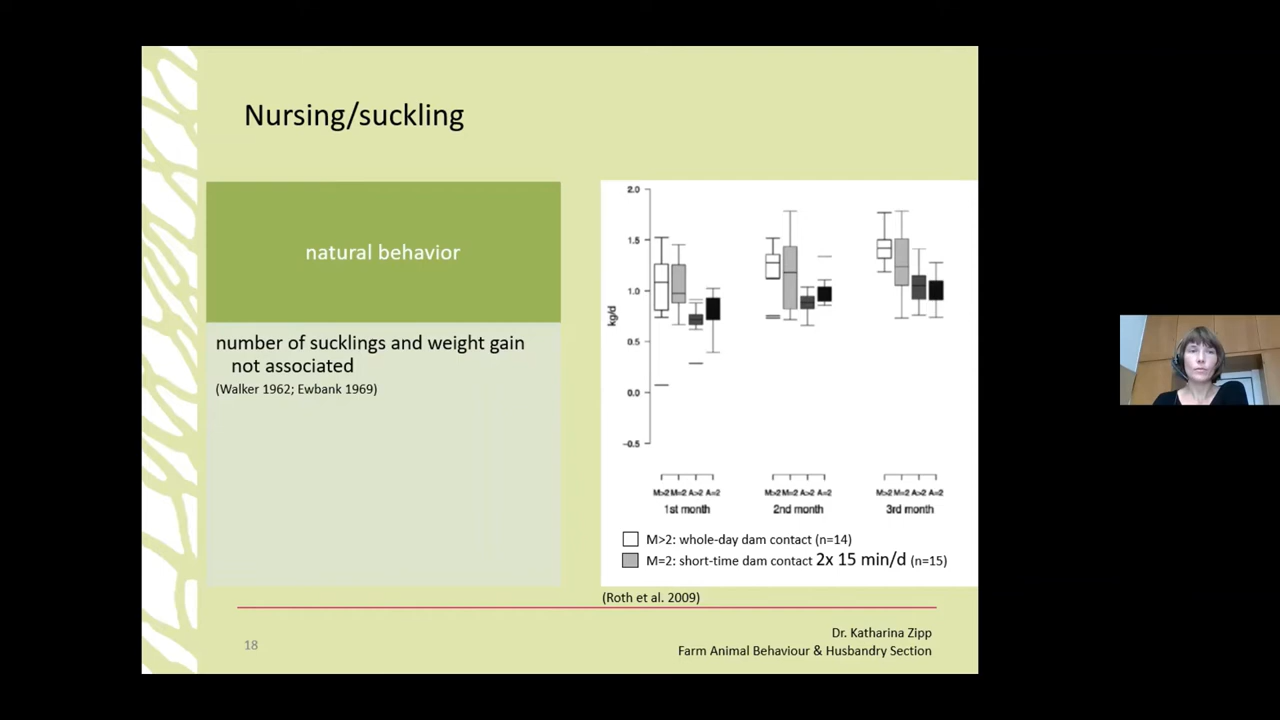 Nursing/suckling
natural behavior
number of sucklings and weight gain
not associated
(Walker 1962; Ewbank 1969)
2.0
1.5
1.0
0.5
0.0
−0.5
kg/d
M>2 M=2 A>2 A=2
1st month
M>2 M=2 A>2 A=2
2nd month
M>2 M=2 A>2 A=2
3rd month
M>2: whole-day dam contact (n=14)
M=2: short-time dam contact 2x 15 min/d (n=15)
(Roth et al. 2009)
18
Dr. Katharina Zipp
Farm Animal Behaviour & Husbandry Section